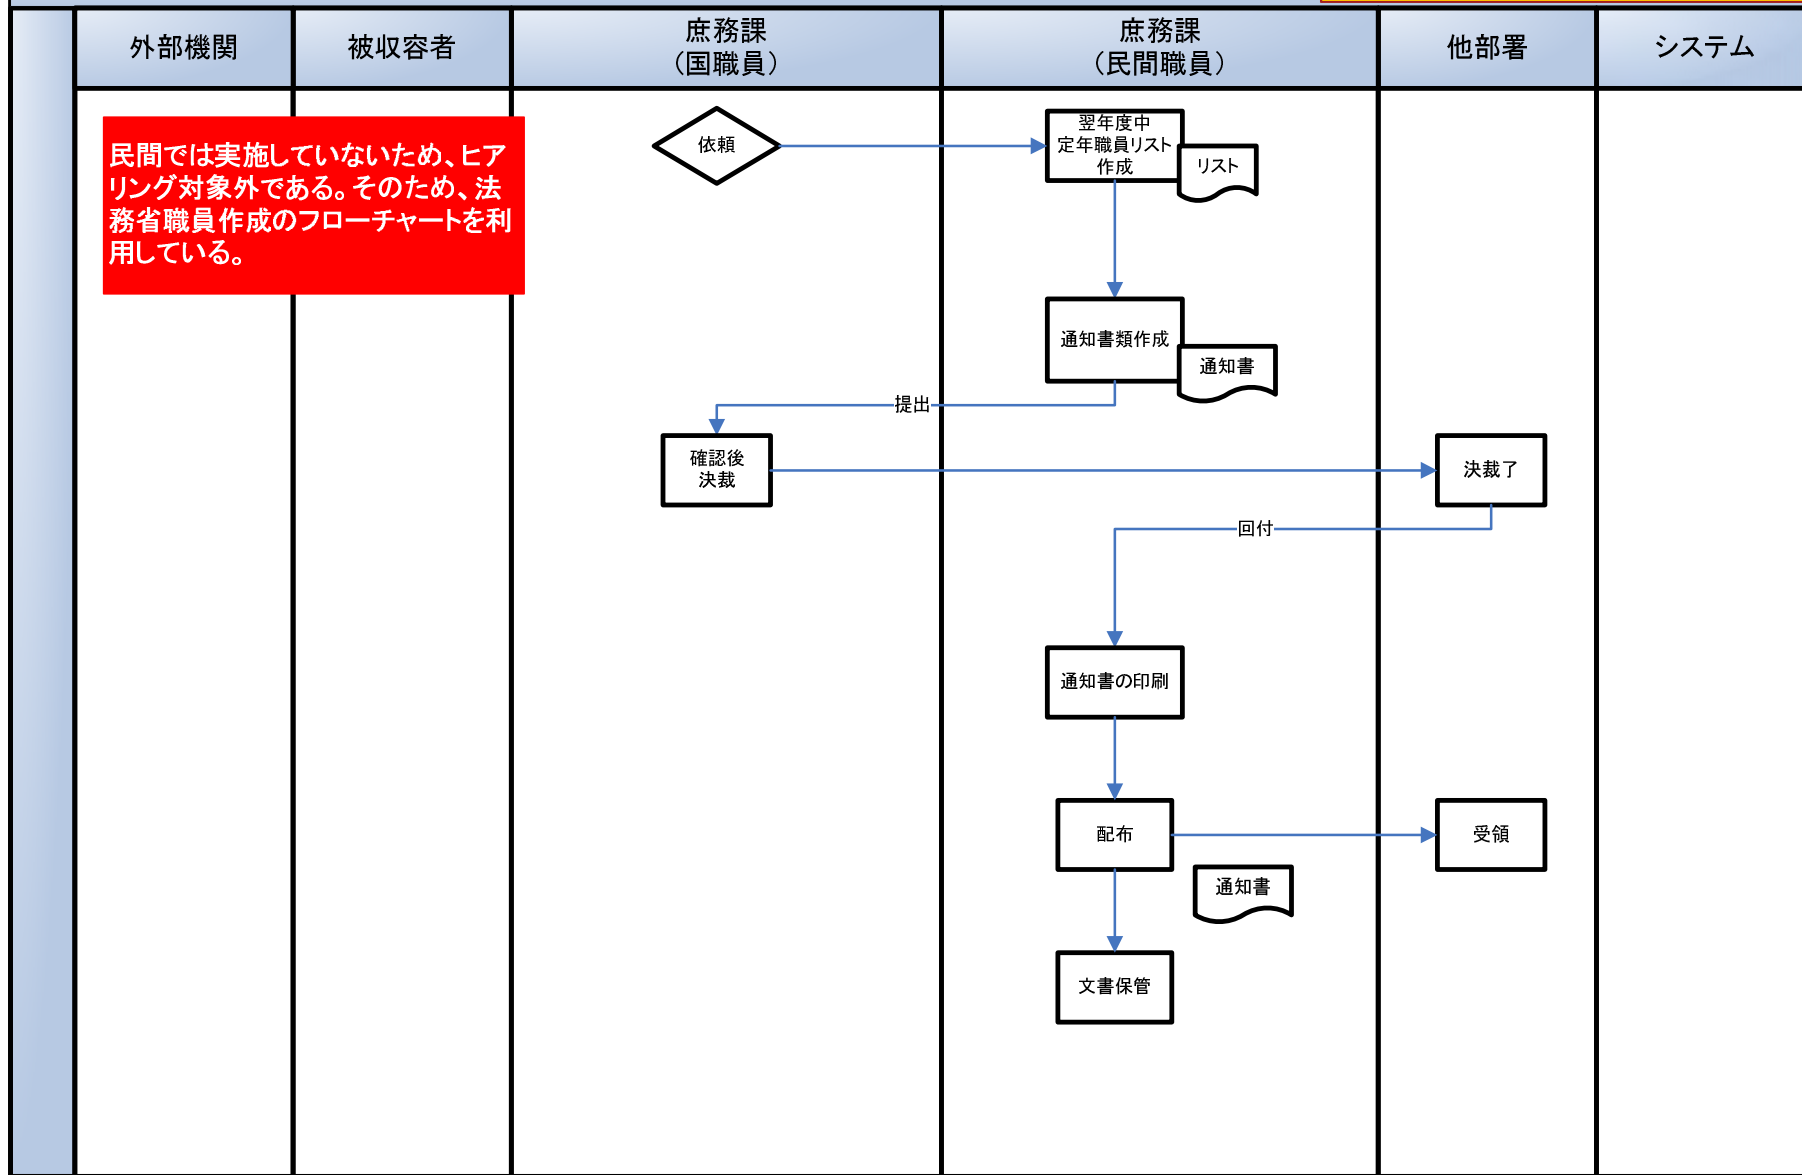 外部機関
被収容者
庶務課
（国職員）
庶務課
（民間職員）
他部署
システム
民間では実施していないため、ヒア
リング対象外である。そのため、法
務省職員作成のフローチャートを利
用している。
依頼
翌年度中
定年職員リスト
作成
リスト
通知書類作成
通知書
提出
確認後
決裁
決裁了
回付
通知書の印刷
配布
受領
通知書
文書保管